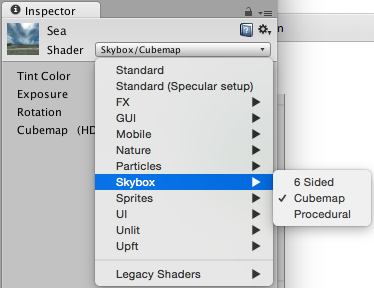 Inspector
Sea
Shader Skybox/Cubemap
Tint Color
Exposure
Rotation
Cubemap (HD
Standard
Standard (Specular setup)
FX
GUI
Mobile
Nature
Particles
Skybox
Sprites
UI
Unlit
Upft
Legacy Shaders
6 Sided
Cubemap
Procedural